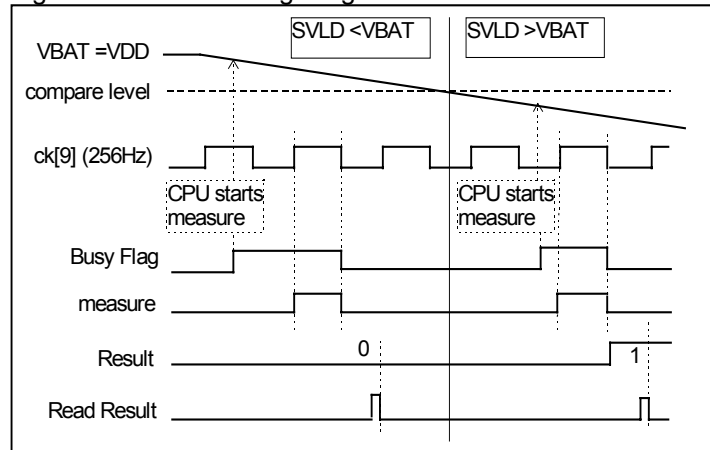 SVLD <VBAT
SVLD >VBAT
VBAT =VDD
compare level
ck[9] (256Hz)
CPU starts
measure
CPU starts
measure
Busy Flag
measure
Result
0
1
Read Result